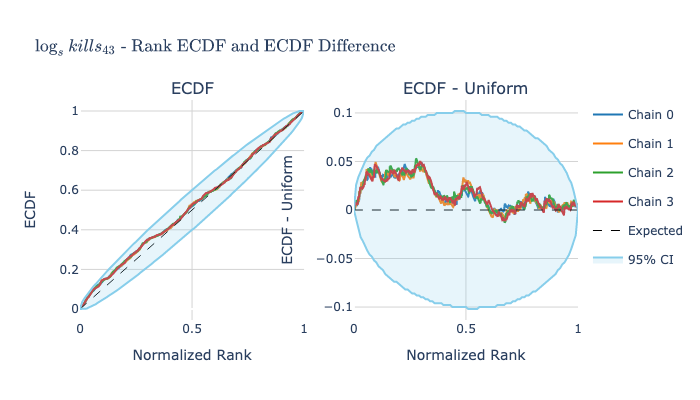 log_s kills_43 - Rank ECDF and ECDF Difference
ECDF
ECDF
1
0.8
0.6
0.4
0.2
0
0
0.5
1
Normalized Rank
ECDF - Uniform
ECDF - Uniform
0.1
0.05
0
−0.05
−0.1
0
0.5
1
Normalized Rank
Chain 0
Chain 1
Chain 2
Chain 3
Expected
95% CI